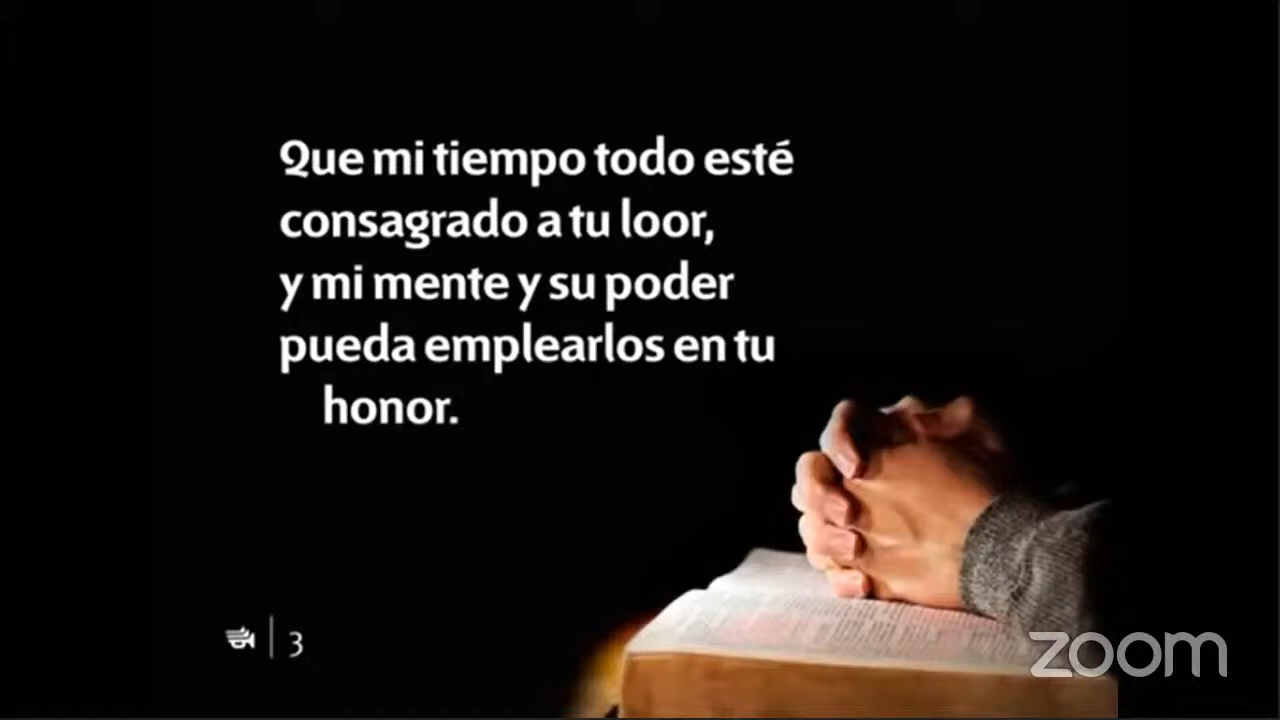 Que mi tiempo todo esté
consagrado a tu loor,
y mi mente y su poder
pueda emplearlos en tu
honor.
3
zoom